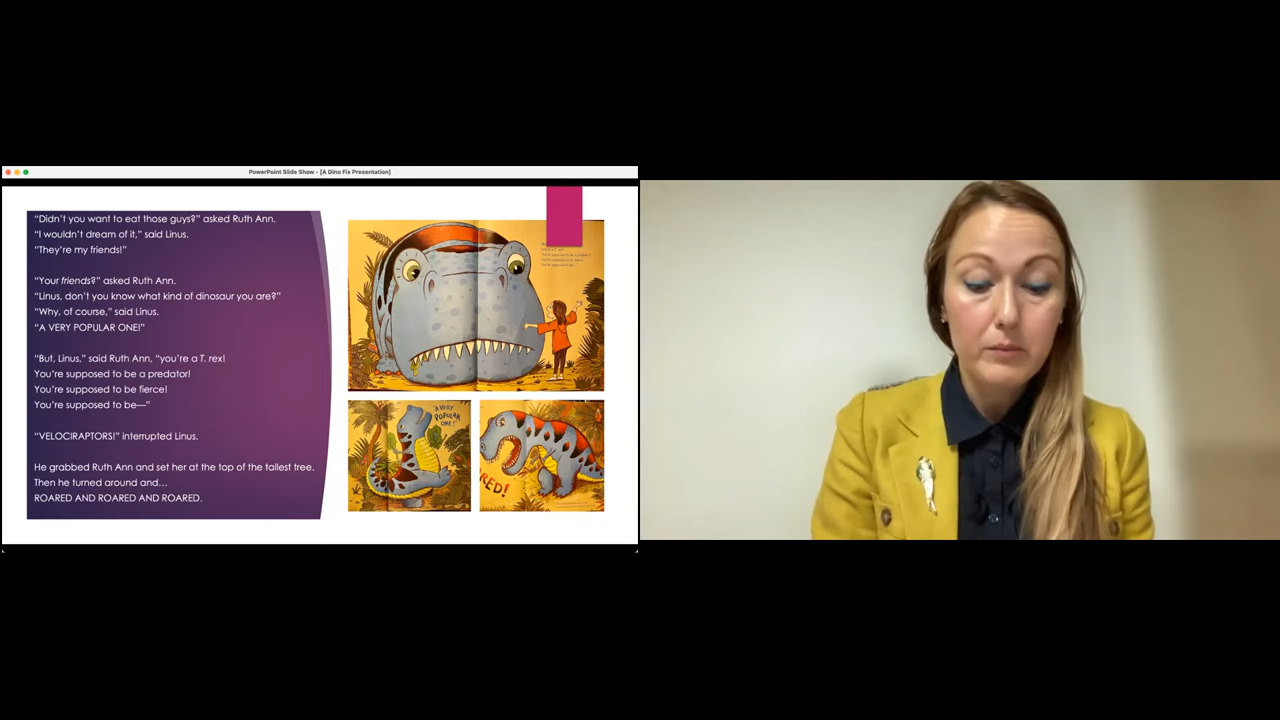 PowerPoint Slide Show - [A Dino Fix Presentation]
“Didn’t you want to eat those guys?” asked Ruth Ann.
“I wouldn’t dream of it,” said Linus.
“They’re my friends!”
“Your friends?” asked Ruth Ann.
“Linus, don’t you know what kind of dinosaur you are?”
“Why, of course,” said Linus.
“A VERY POPULAR ONE!”
“But, Linus,” said Ruth Ann, “you’re a T. rex!
You’re supposed to be a predator!
You’re supposed to be fierce!
You’re supposed to be—”
“VELOCIRAPTORS!” interrupted Linus.
He grabbed Ruth Ann and set her at the top of the tallest tree.
Then he turned around and…
ROARED AND ROARED AND ROARED.
“A VERY
POPULAR
ONE!”
RED!